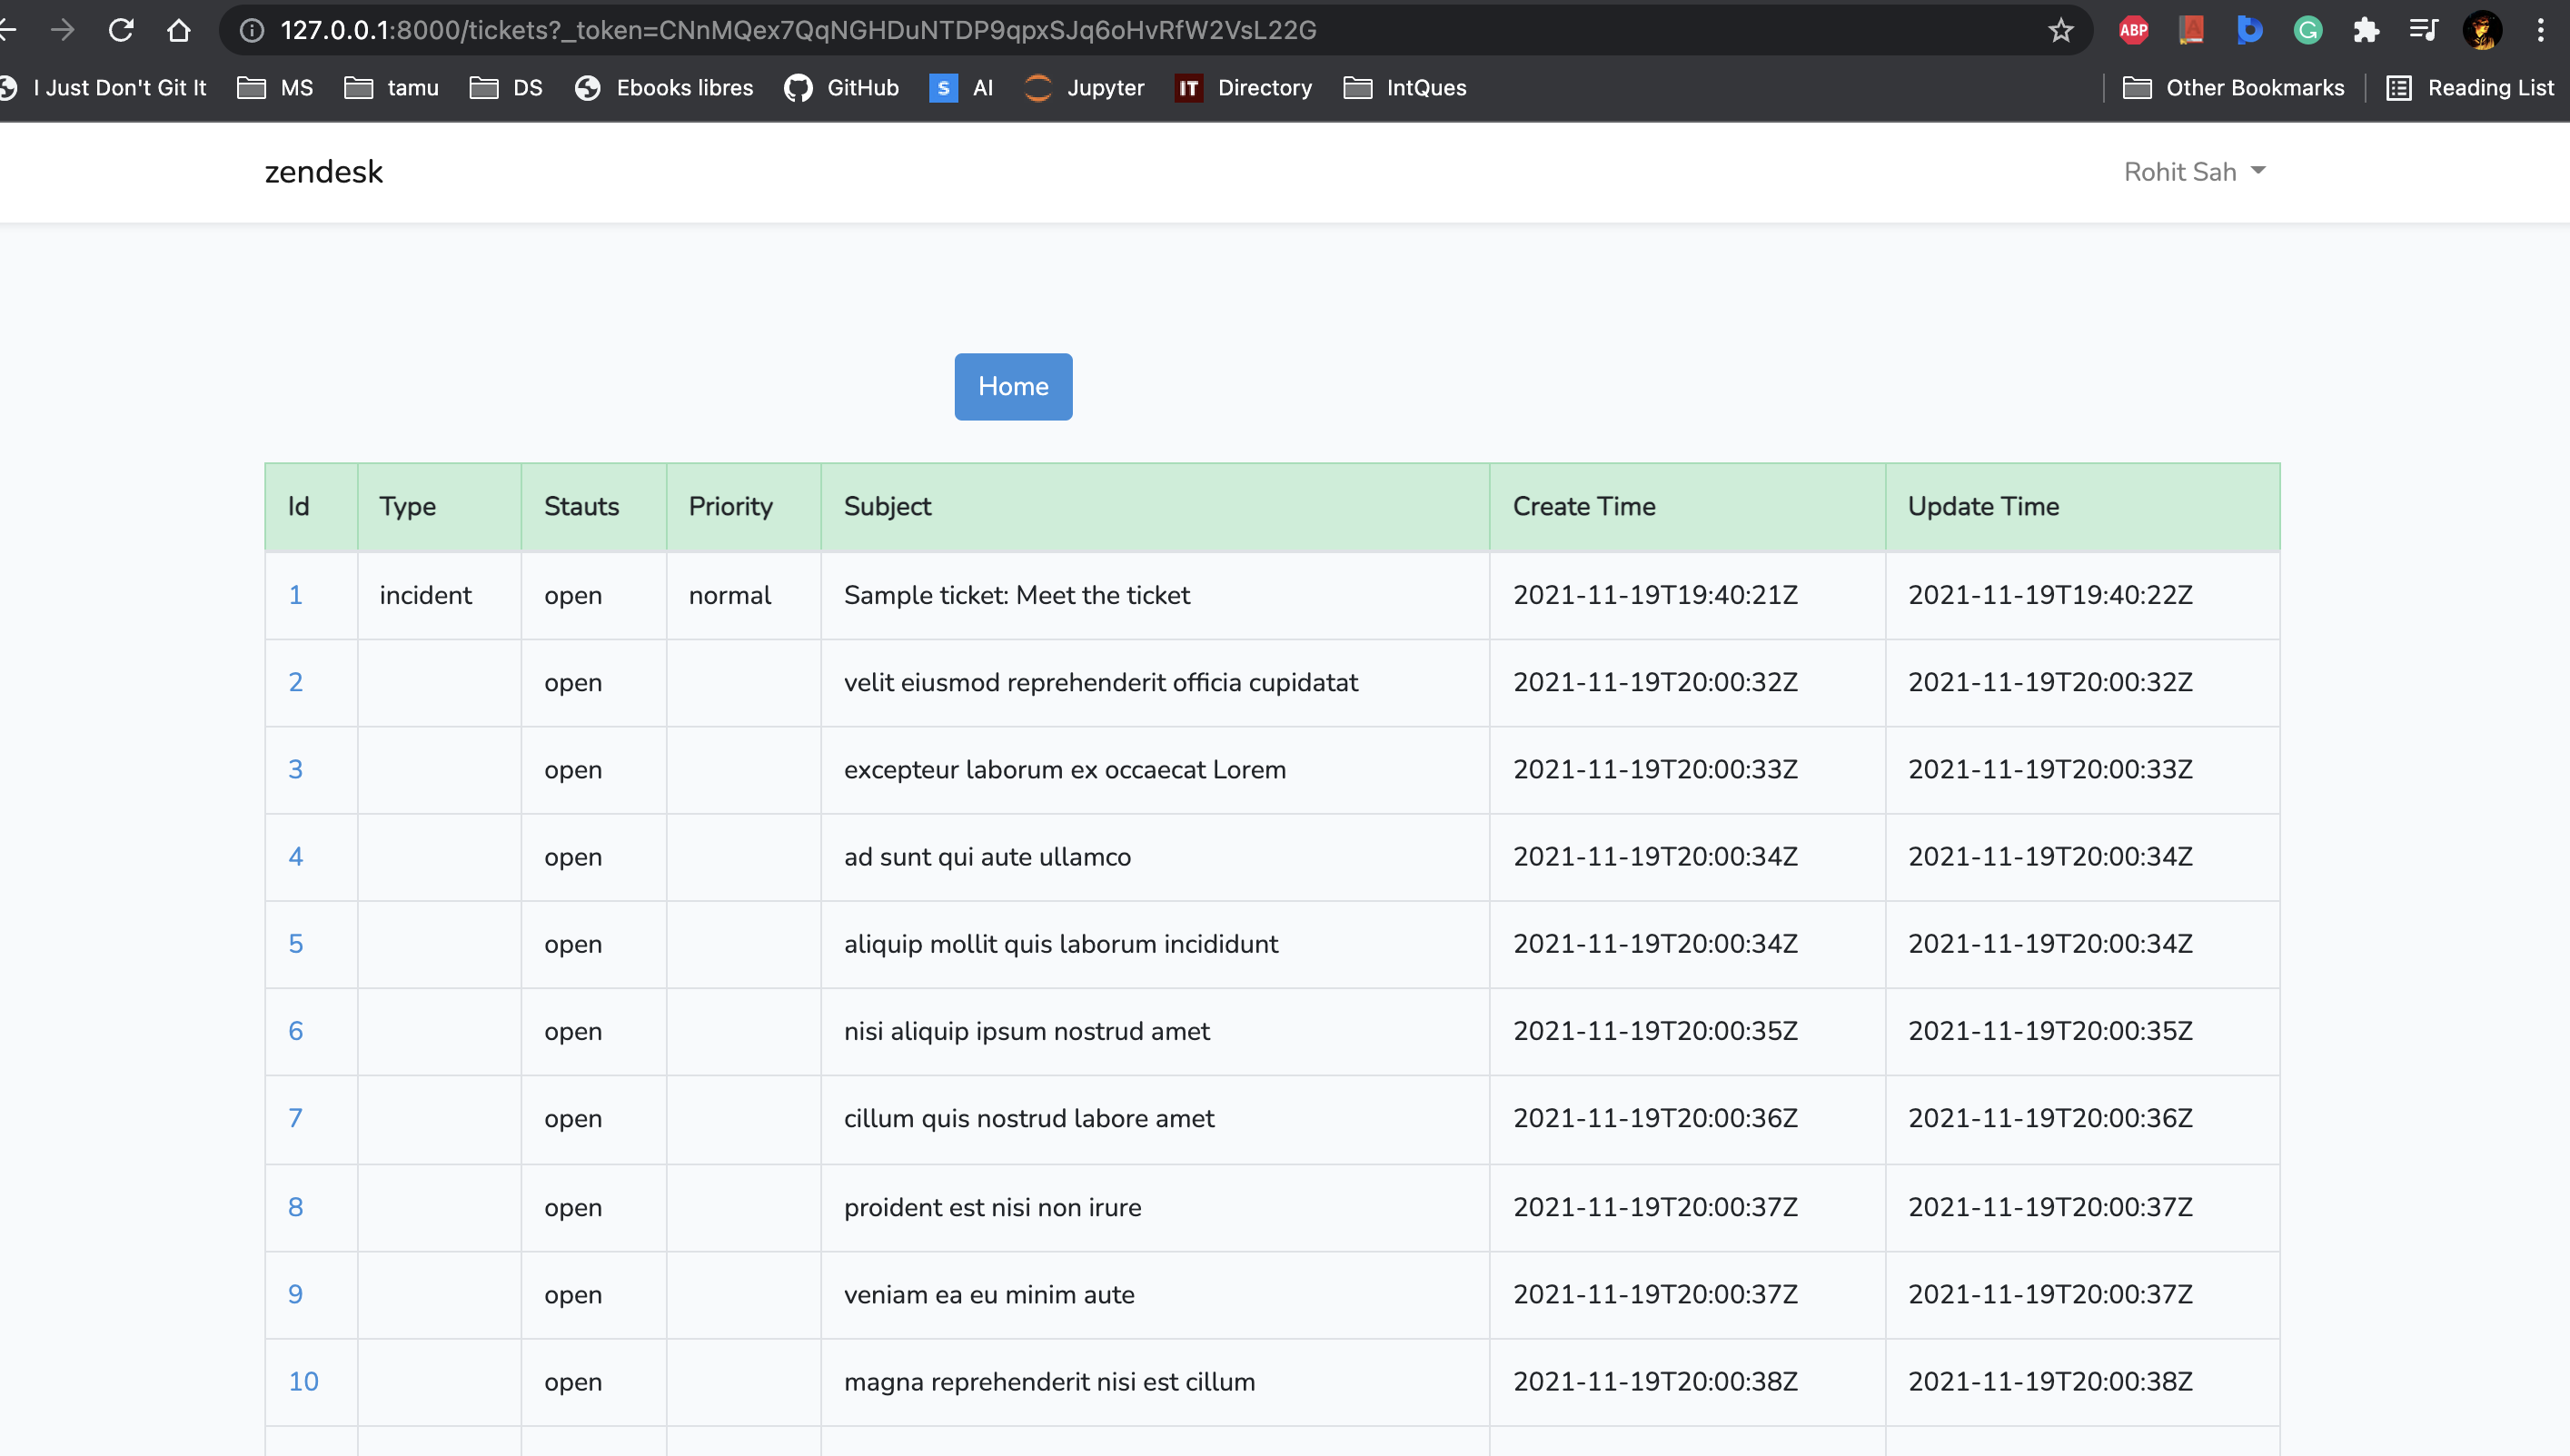 127.0.0.1:8000/tickets?_token=CNnMQex7QqNGHDuNTDP9qpxSJq6oHvRfW2VsL22G ABP A b G
I Just Don't Git It MS tamu DS Ebooks libres GitHub S AI Jupyter IT Directory IntQues Other Bookmarks Reading List
zendesk Rohit Sah
Home
Id Type Stauts Priority Subject Create Time Update Time
1 incident open normal Sample ticket: Meet the ticket 2021-11-19T19:40:21Z 2021-11-19T19:40:22Z
2 open velit eiusmod reprehenderit officia cupidatat 2021-11-19T20:00:32Z 2021-11-19T20:00:32Z
3 open excepteur laborum ex occaecat Lorem 2021-11-19T20:00:33Z 2021-11-19T20:00:33Z
4 open ad sunt qui aute ullamco 2021-11-19T20:00:34Z 2021-11-19T20:00:34Z
5 open aliquip mollit quis laborum incididunt 2021-11-19T20:00:34Z 2021-11-19T20:00:34Z
6 open nisi aliquip ipsum nostrud amet 2021-11-19T20:00:35Z 2021-11-19T20:00:35Z
7 open cillum quis nostrud labore amet 2021-11-19T20:00:36Z 2021-11-19T20:00:36Z
8 open proident est nisi non irure 2021-11-19T20:00:37Z 2021-11-19T20:00:37Z
9 open veniam ea eu minim aute 2021-11-19T20:00:37Z 2021-11-19T20:00:37Z
10 open magna reprehenderit nisi est cillum 2021-11-19T20:00:38Z 2021-11-19T20:00:38Z